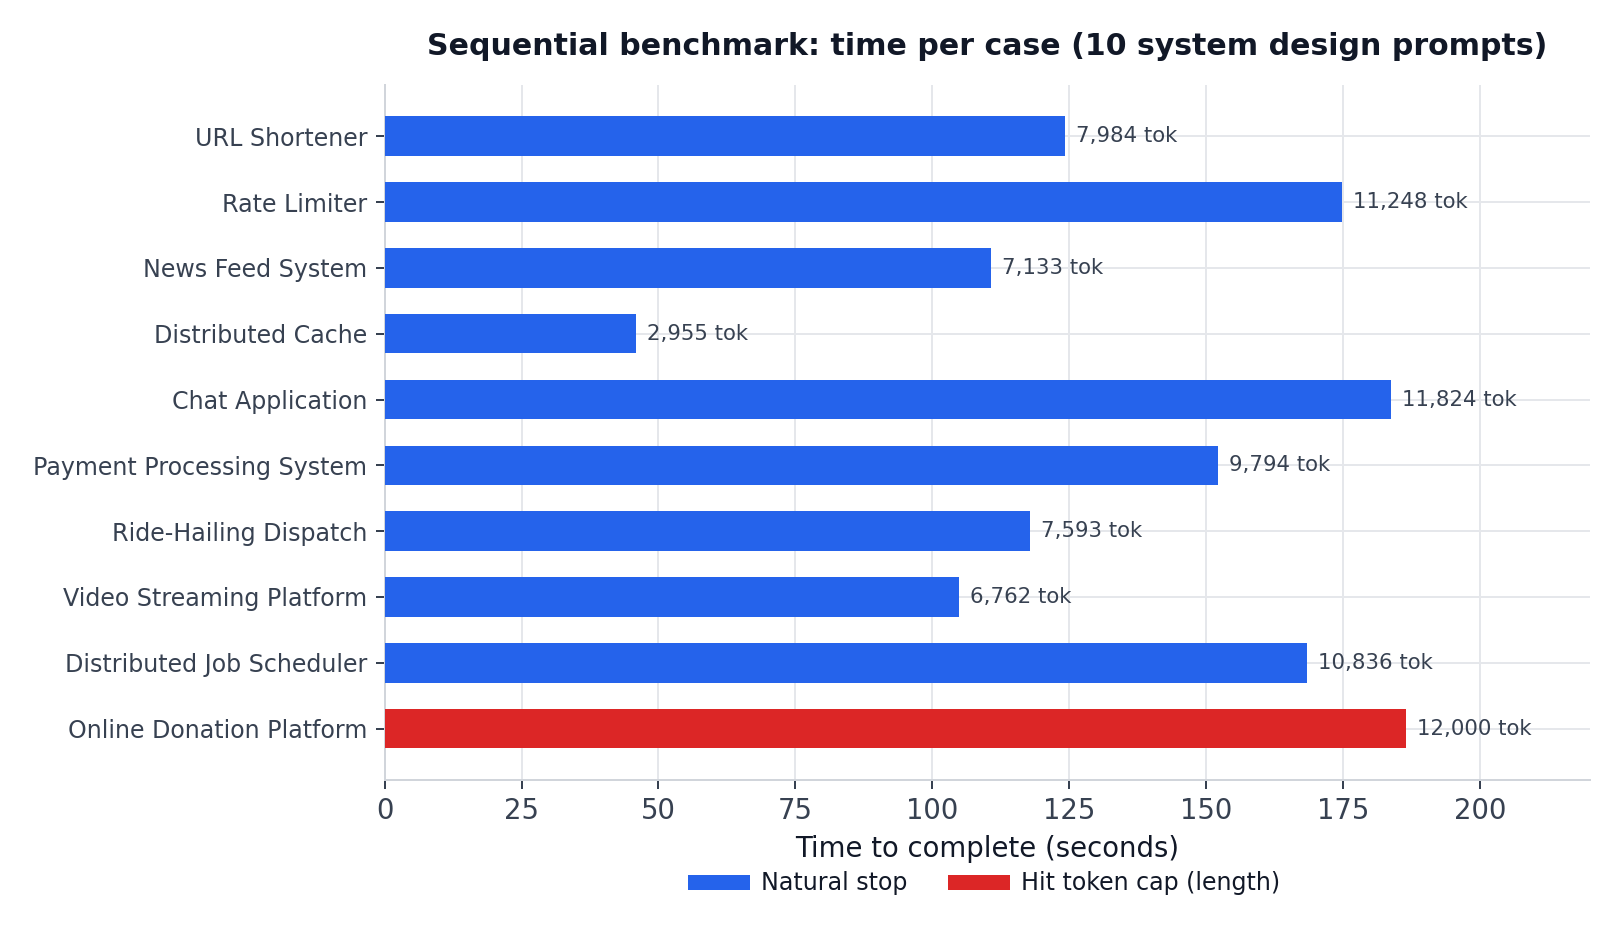 Sequential benchmark: time per case (10 system design prompts)
URL Shortener
7,984 tok
Rate Limiter
11,248 tok
News Feed System
7,133 tok
Distributed Cache
2,955 tok
Chat Application
11,824 tok
Payment Processing System
9,794 tok
Ride-Hailing Dispatch
7,593 tok
Video Streaming Platform
6,762 tok
Distributed Job Scheduler
10,836 tok
Online Donation Platform
12,000 tok
0 25 50 75 100 125 150 175 200
Time to complete (seconds)
Natural stop Hit token cap (length)